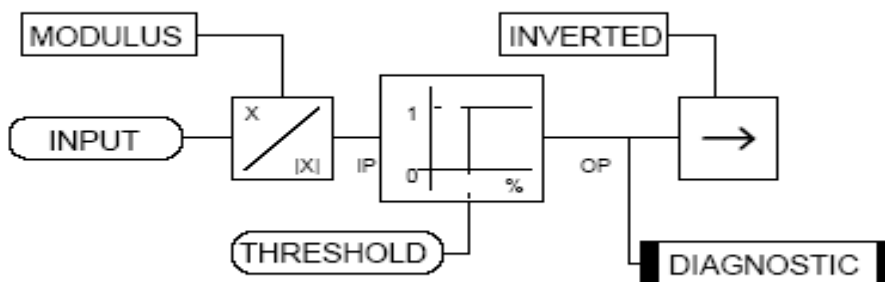 MODULUS
INVERTED
X
|X|
INPUT
IP
1
0
%
OP
THRESHOLD
DIAGNOSTIC